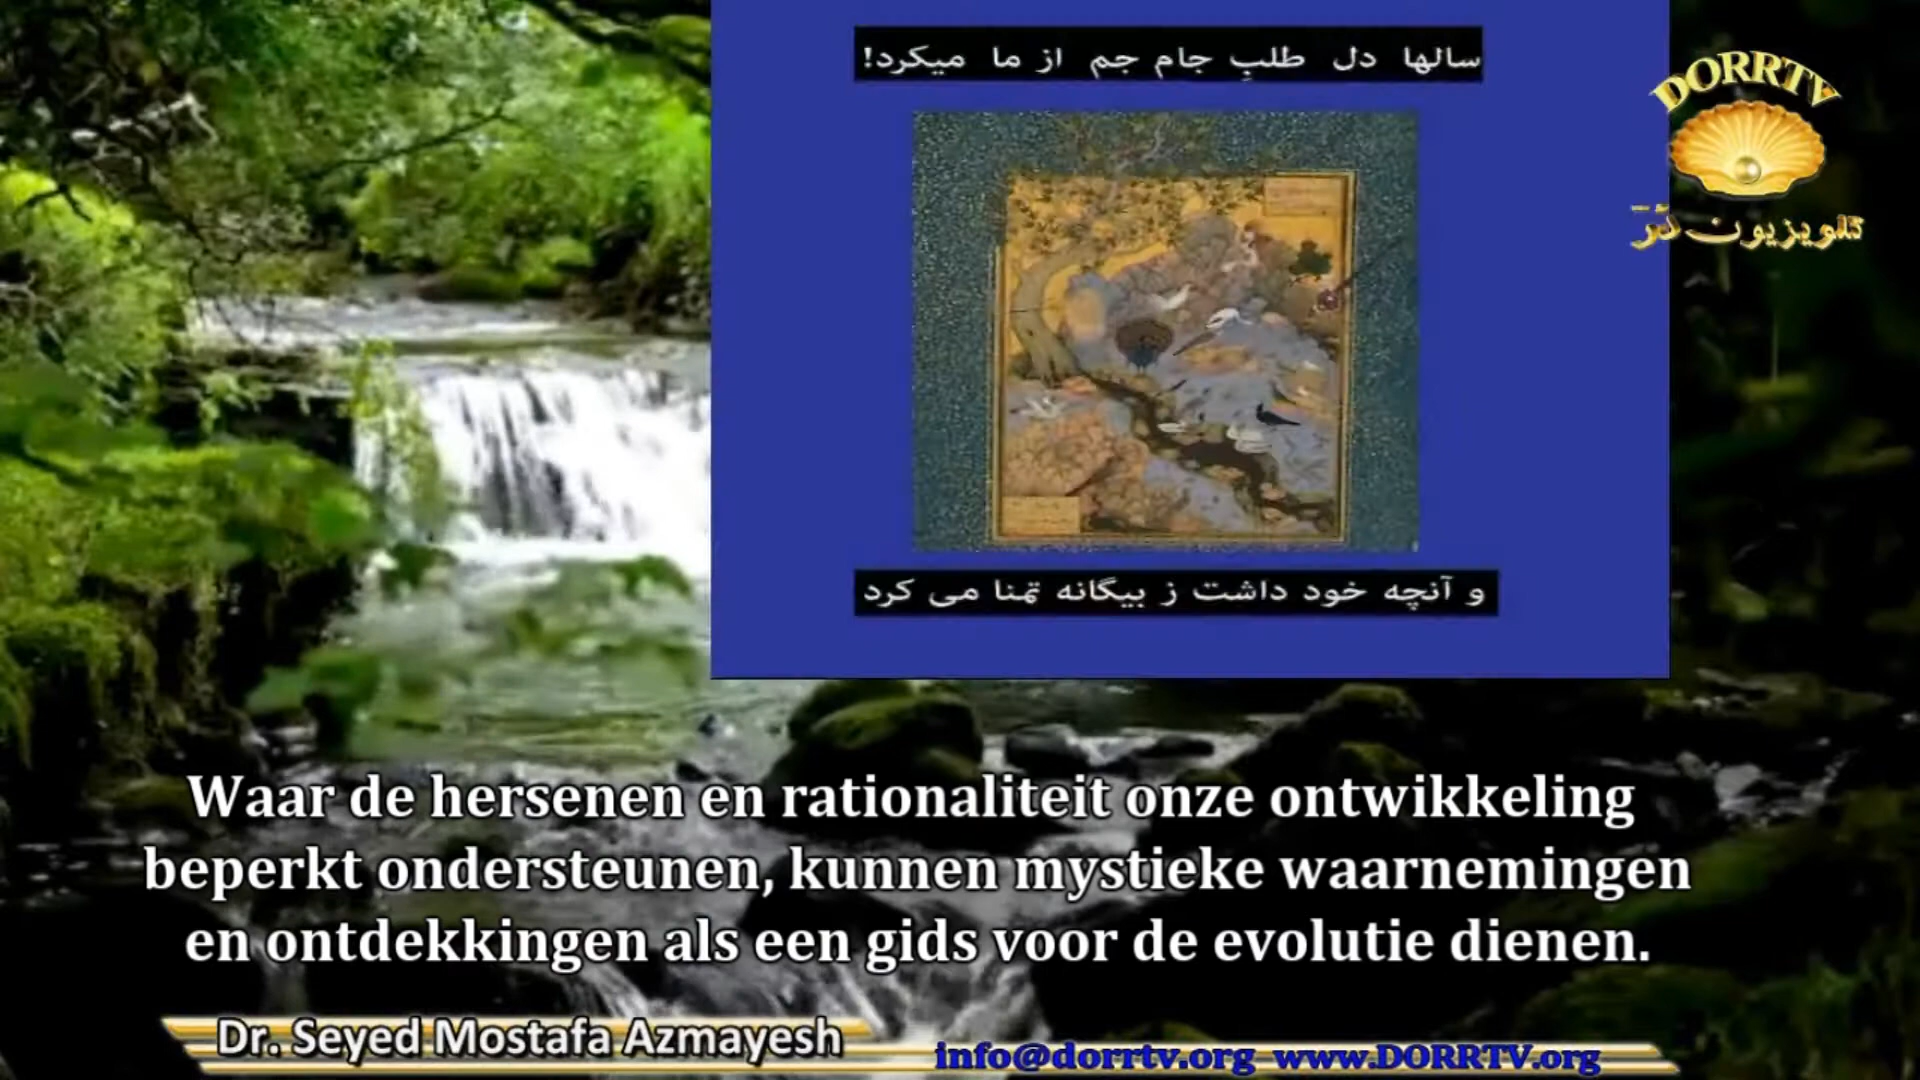 سالها دل طلبِ جام جم از ما میکرد!
DORRTV
تلویزیون دُرّ
و آنچه خود داشت ز بیگانه تمنا می کرد
Waar de hersenen en rationaliteit onze ontwikkeling
beperkt ondersteunen, kunnen mystieke waarnemingen
en ontdekkingen als een gids voor de evolutie dienen.
Dr. Seyed Mostafa Azmayesh
info@dorrtv.org www.DORRTV.org